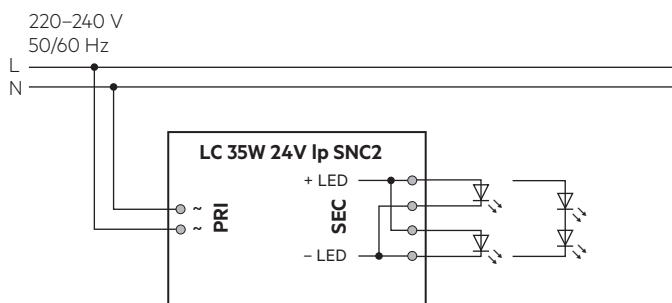 220–240 V
50/60 Hz
L
N
LC 35W 24V lp SNC2
+ LED
~
PRI
SEC
~
– LED